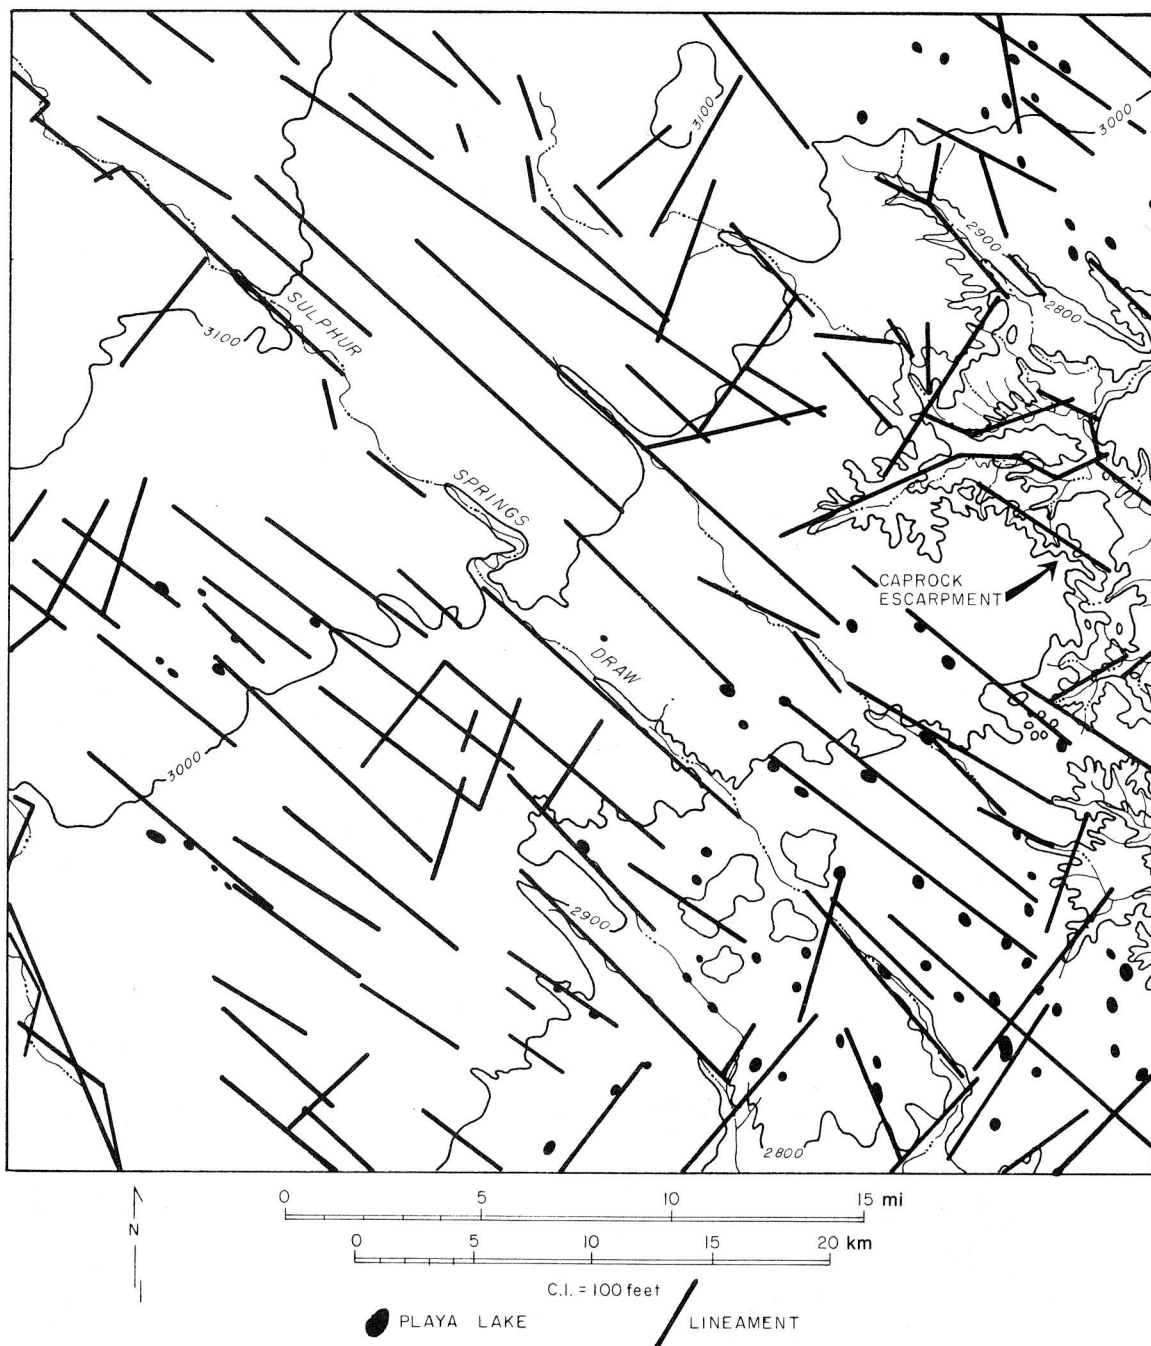 3100
3000
2900
2800
SULPHUR
3100
SPRINGS
CAPROCK
ESCARPMENT
DRAW
3000
2900
2800
N
0 5 10 15 mi
0 5 10 15 20 km
C.I. = 100 feet
PLAYA LAKE
LINEAMENT